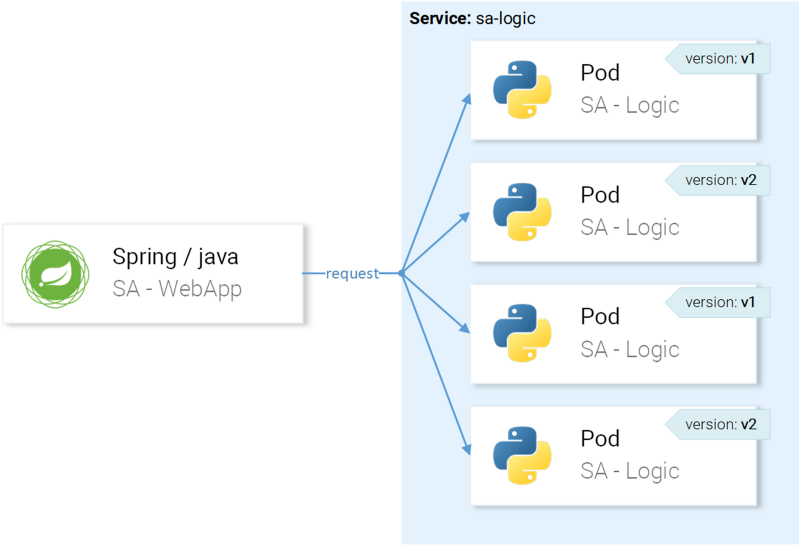 Service: sa-logic
version: v1
Pod
SA - Logic
version: v2
Pod
SA - Logic
Spring / java
SA - WebApp
request
version: v1
Pod
SA - Logic
version: v2
Pod
SA - Logic